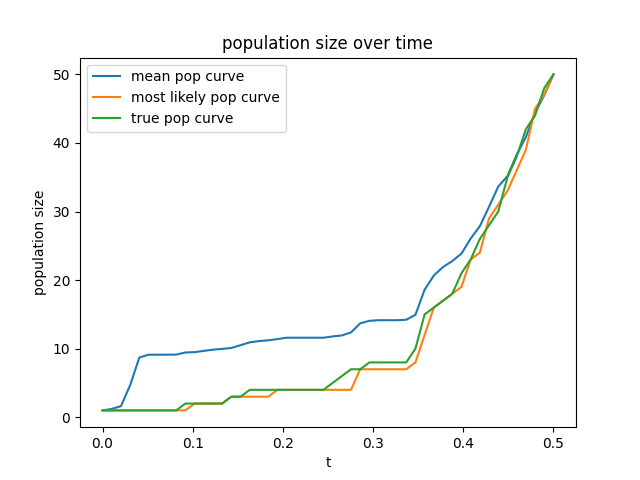 population size over time
mean pop curve
most likely pop curve
true pop curve
population size
50
40
30
20
10
0
0.0 0.1 0.2 0.3 0.4 0.5
t